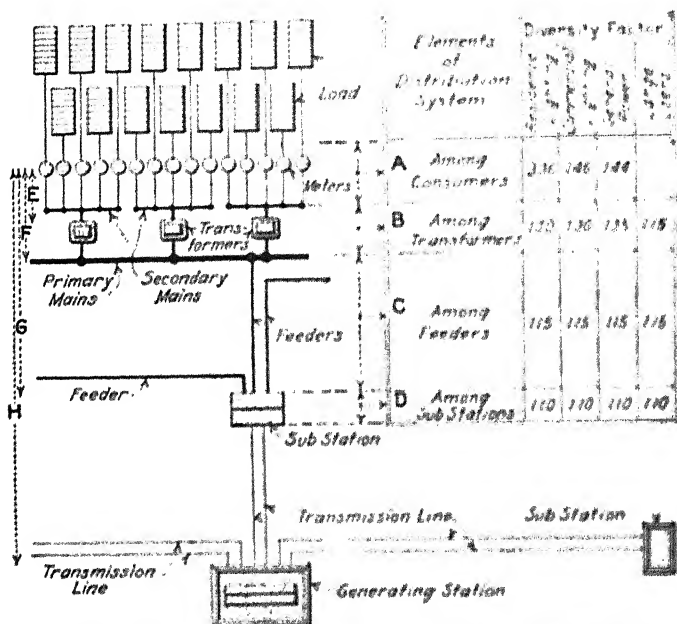 Elements
of
Distribution
System
Diversity Factor
Load
Meters
A Among
Consumers
146 144
B Among
Transformers
130 115
C Among
Feeders
115 115 115 115
D Among
Sub Stations
110 110 110 110
E
F
G
H
Trans-
formers
Primary
Mains
Secondary
Mains
Feeders
Feeder
Sub Station
Transmission Line
Sub Station
Transmission
Line
Generating Station